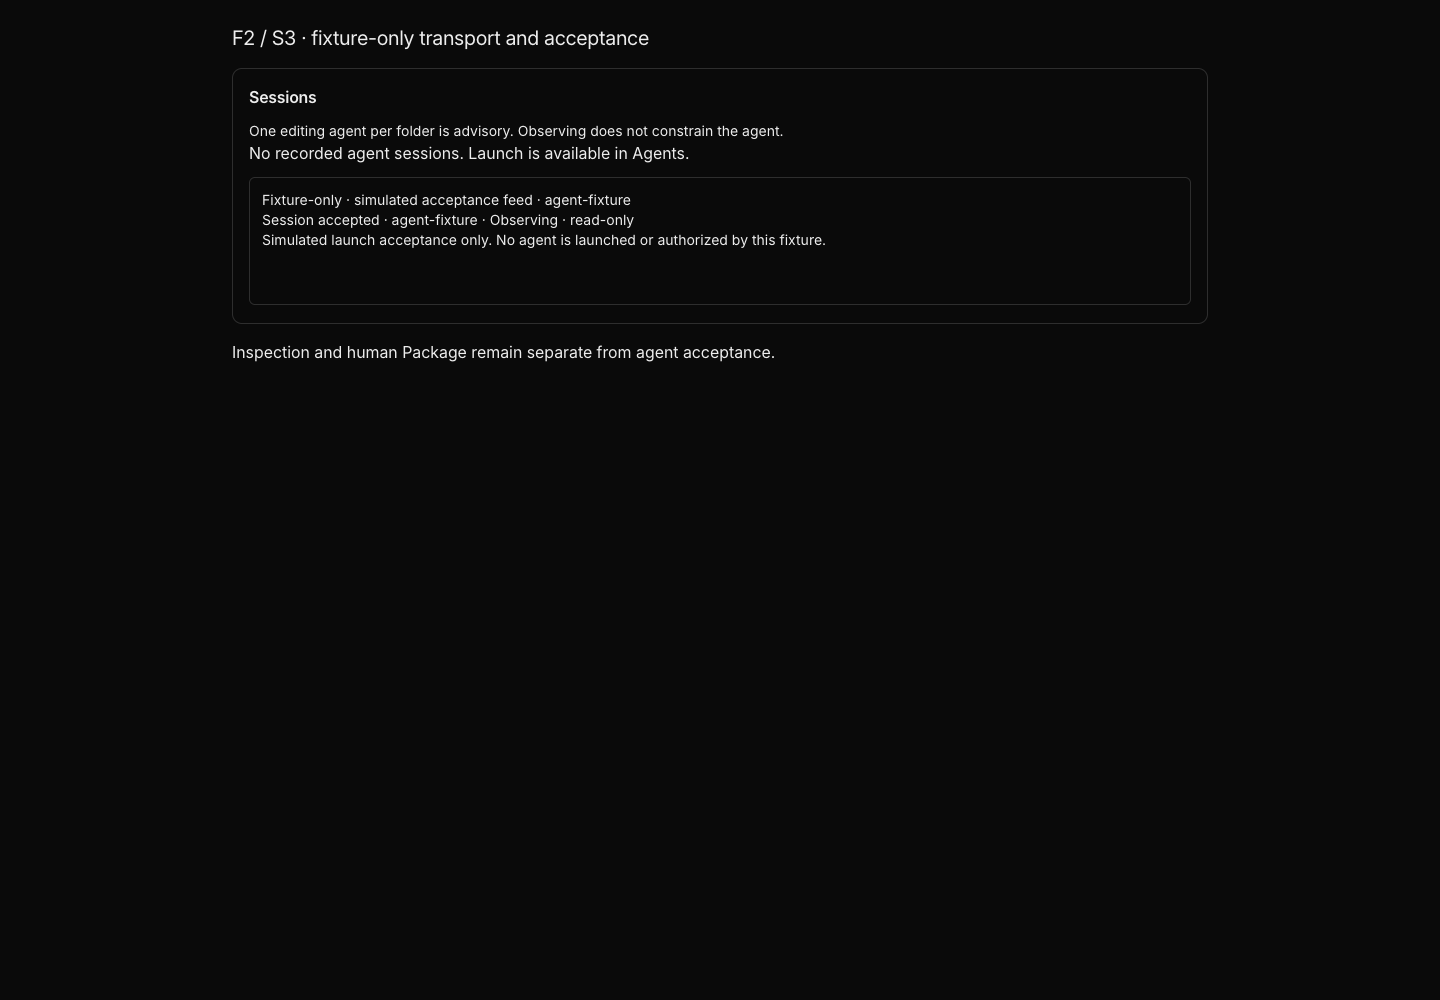 F2 / S3 · fixture-only transport and acceptance
Sessions
One editing agent per folder is advisory. Observing does not constrain the agent.
No recorded agent sessions. Launch is available in Agents.
Fixture-only · simulated acceptance feed · agent-fixture
Session accepted · agent-fixture · Observing · read-only
Simulated launch acceptance only. No agent is launched or authorized by this fixture.
Inspection and human Package remain separate from agent acceptance.